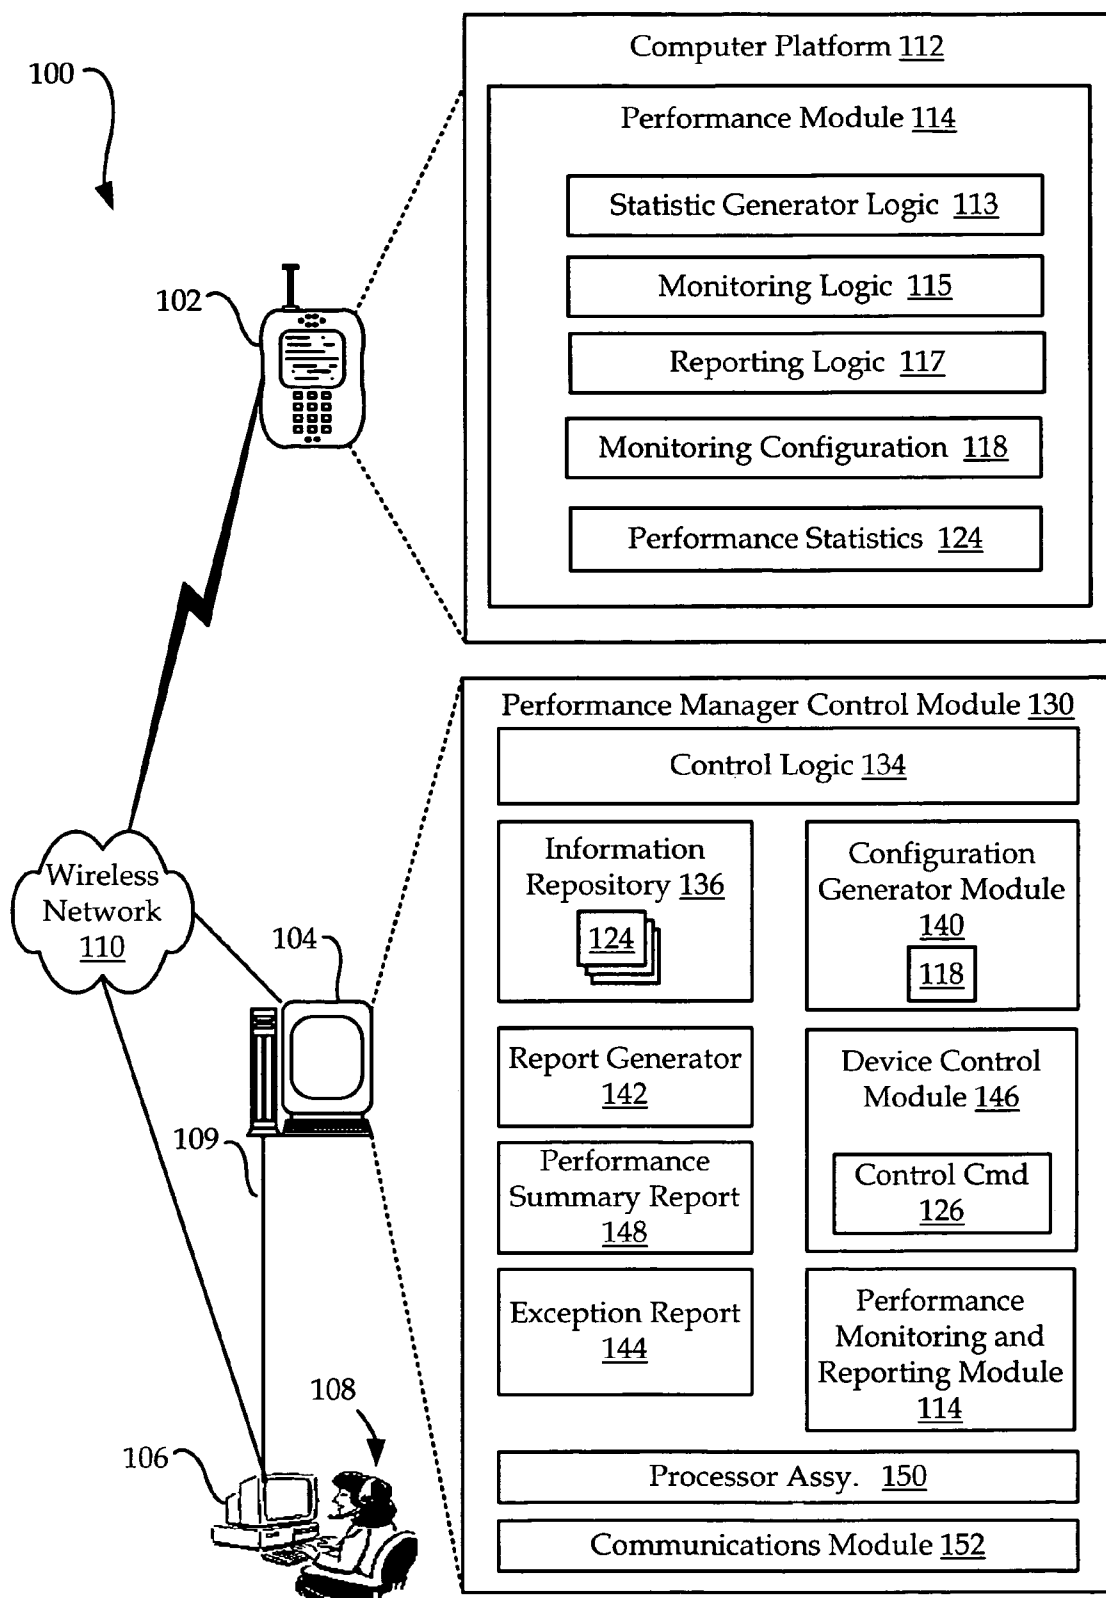 100
102
Computer Platform 112
Performance Module 114
Statistic Generator Logic 113
Monitoring Logic 115
Reporting Logic 117
Monitoring Configuration 118
Performance Statistics 124
Wireless
Network
110
104
109
106
108
Performance Manager Control Module 130
Control Logic 134
Information
Repository 136
124
Configuration
Generator Module
140
118
Report Generator
142
Device Control
Module 146
Control Cmd
126
Performance
Summary Report
148
Exception Report
144
Performance
Monitoring and
Reporting Module
114
Processor Assy. 150
Communications Module 152